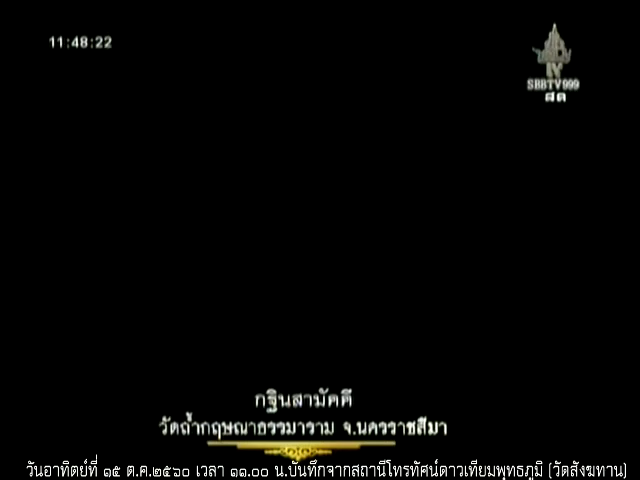 11:48:22
SBBTV999
สด
กฐินสามัคคี
วัดถ้ำกฤษณาธรรมาราม จ.นครราชสีมา
วันอาทิตย์ที่ ๑๕ ต.ค.๒๕๖๐ เวลา ๑๑.๐๐ น.บันทึกจากสถานีโทรทัศน์ดาวเทียมพุทธภูมิ (วัดสังฆทาน)